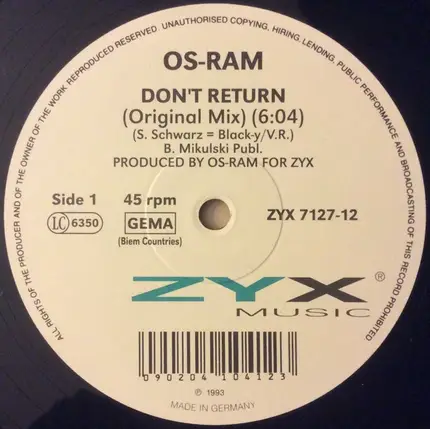 ALL RIGHTS OF THE PRODUCER AND OF THE OWNER OF THE WORK REPRODUCED RESERVED. UNAUTHORISED COPYING, HIRING, LENDING, PUBLIC PERFORMANCE AND BROADCASTING OF THIS RECORD PROHIBITED
OS-RAM
DON'T RETURN
(Original Mix) (6:04)
(S. Schwarz = Black-y/V.R.)
B. Mikulski Publ.
PRODUCED BY OS-RAM FOR ZYX
Side 1 45 rpm
LC 6350 GEMA ZYX 7127-12
(Biem Countries)
ZYX ®
MUSIC
090204 104123
℗ 1993
MADE IN GERMANY